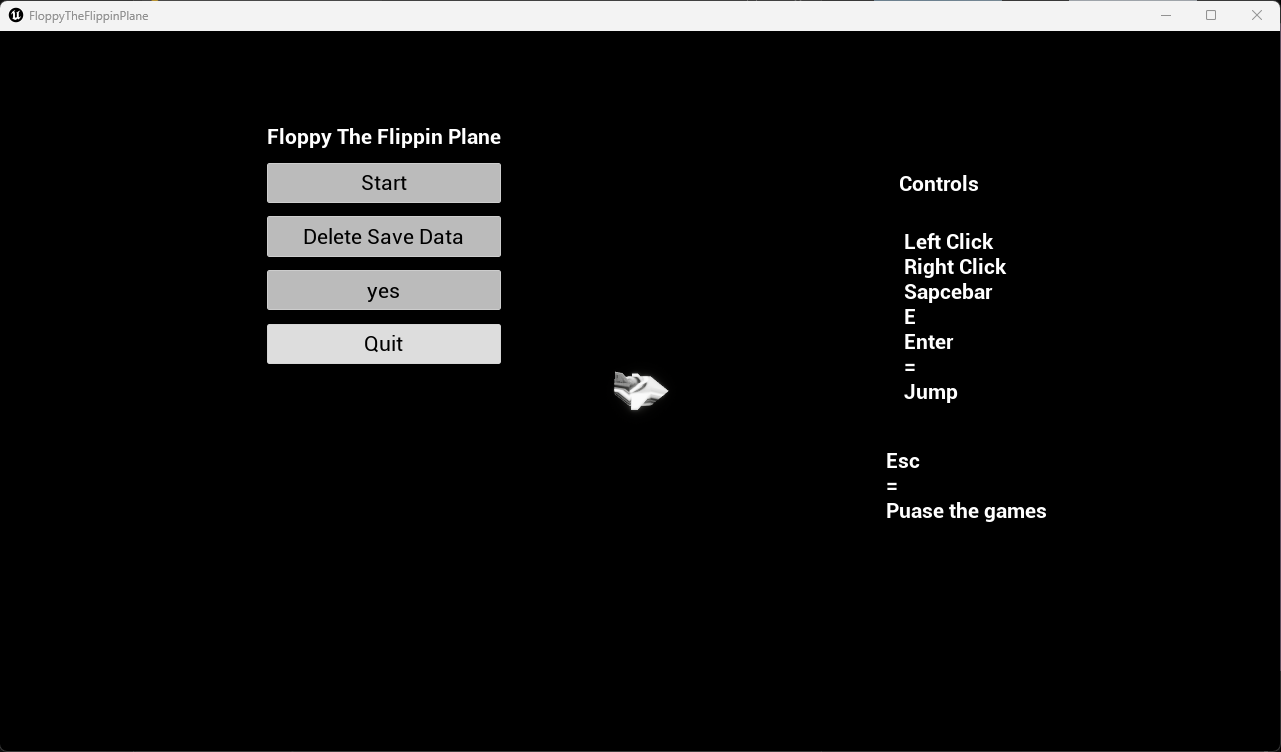 FloppyTheFlippinPlane
Floppy The Flippin Plane
Start
Delete Save Data
yes
Quit
Controls
Left Click
Right Click
Sapcebar
E
Enter
=
Jump
Esc
=
Puase the games